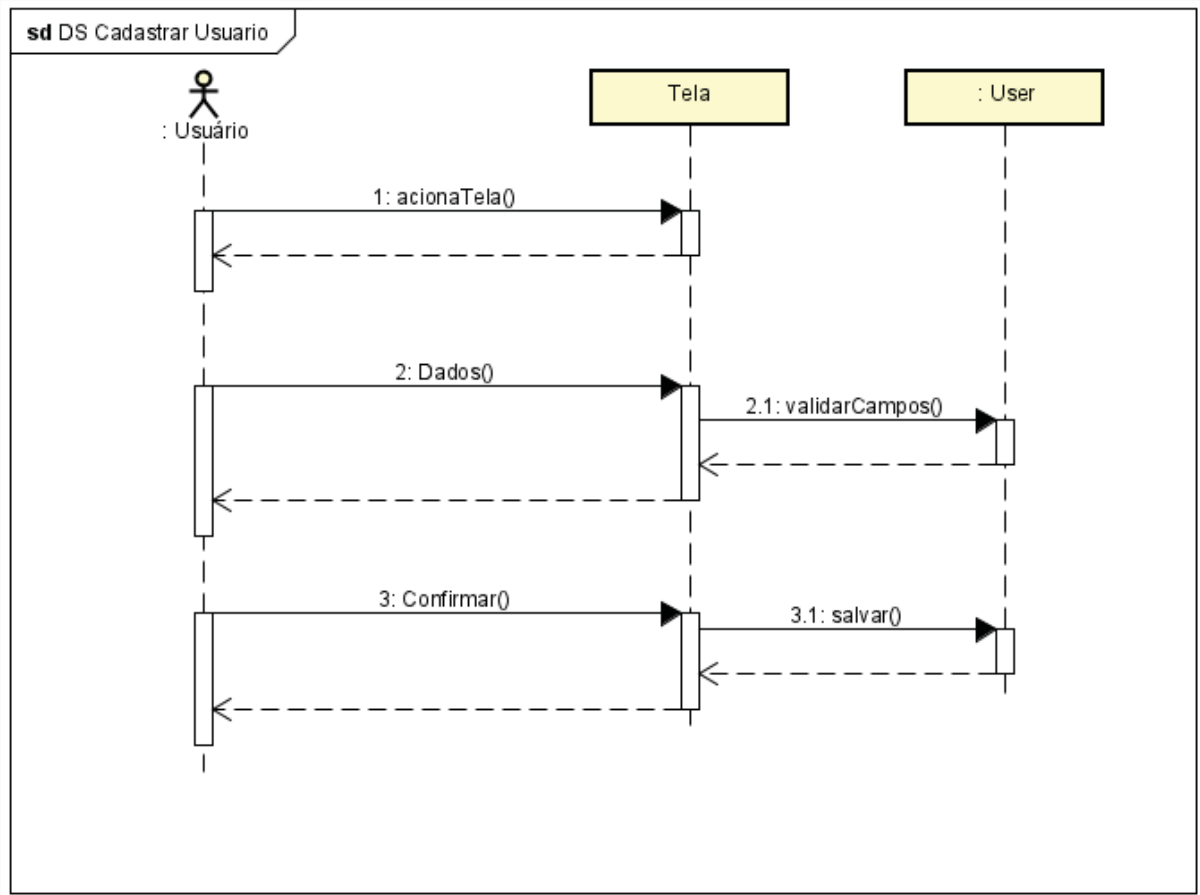 sd DS Cadastrar Usuario
: Usuário
Tela
: User
1: acionaTela()
2: Dados()
2.1: validarCampos()
3: Confirmar()
3.1: salvar()